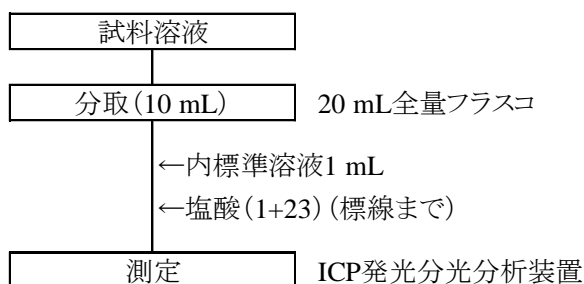 試料溶液
分取（10 mL） 20 mL全量フラスコ
←内標準溶液1 mL
←塩酸（1+23）（標線まで）
測定 ICP発光分光分析装置